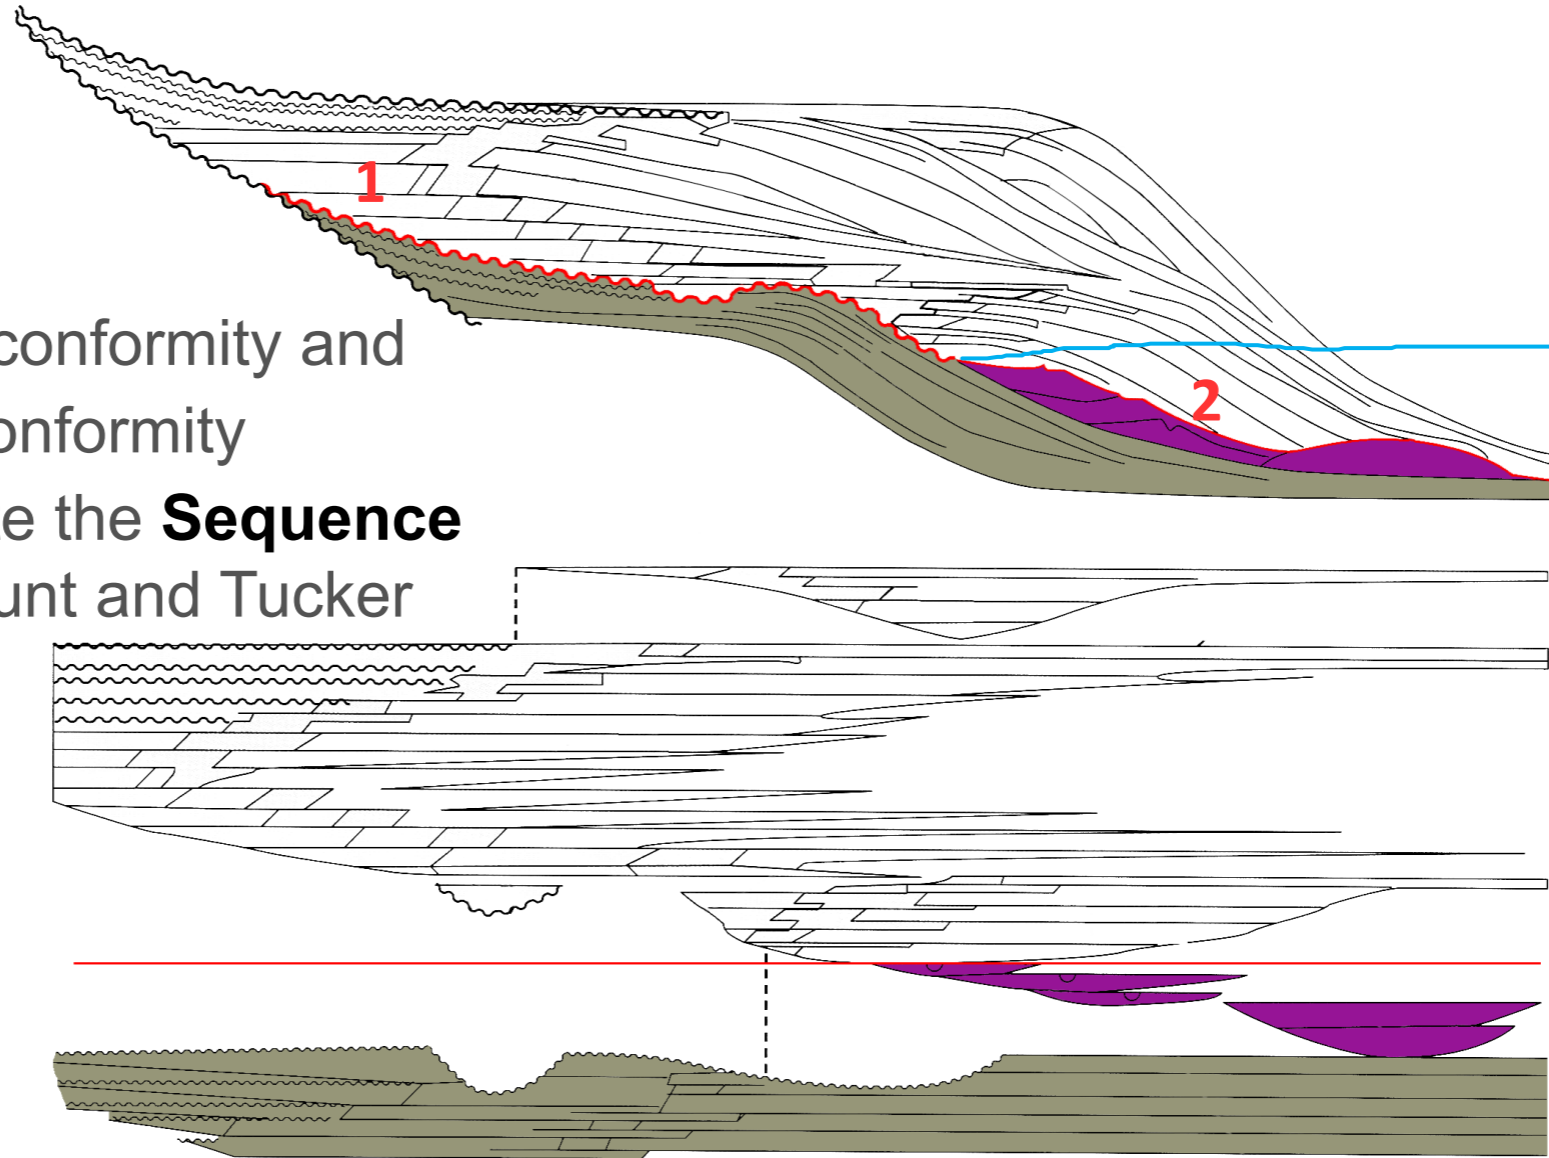 1
conformity and
2
onformity
e the Sequence
unt and Tucker